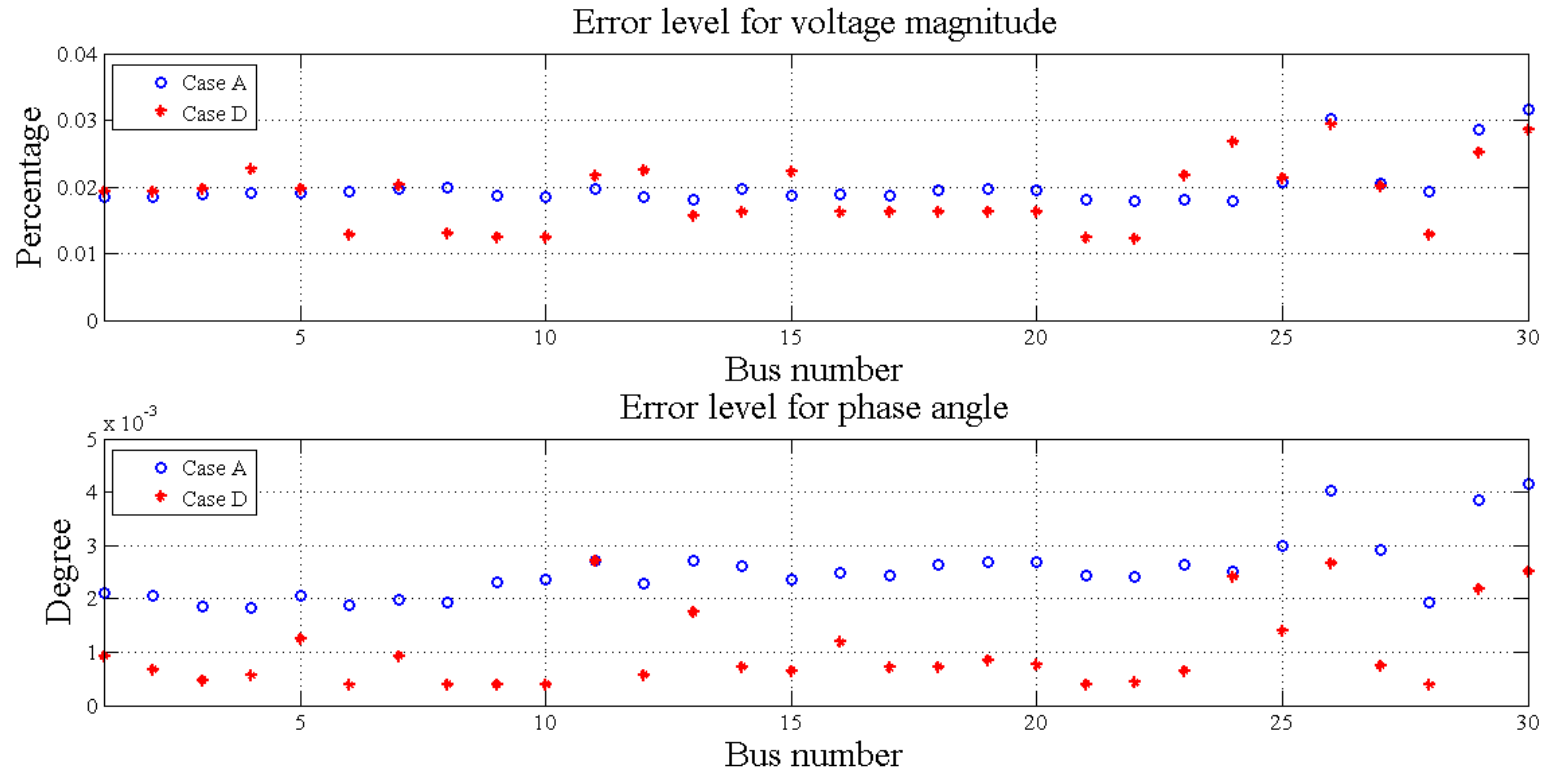 Error level for voltage magnitude
0.04
0.03
0.02
0.01
0
Percentage
Case A
Case D
5 10 15 20 25 30
Bus number
Error level for phase angle
x 10^-3
5
4
3
2
1
0
Degree
Case A
Case D
5 10 15 20 25 30
Bus number